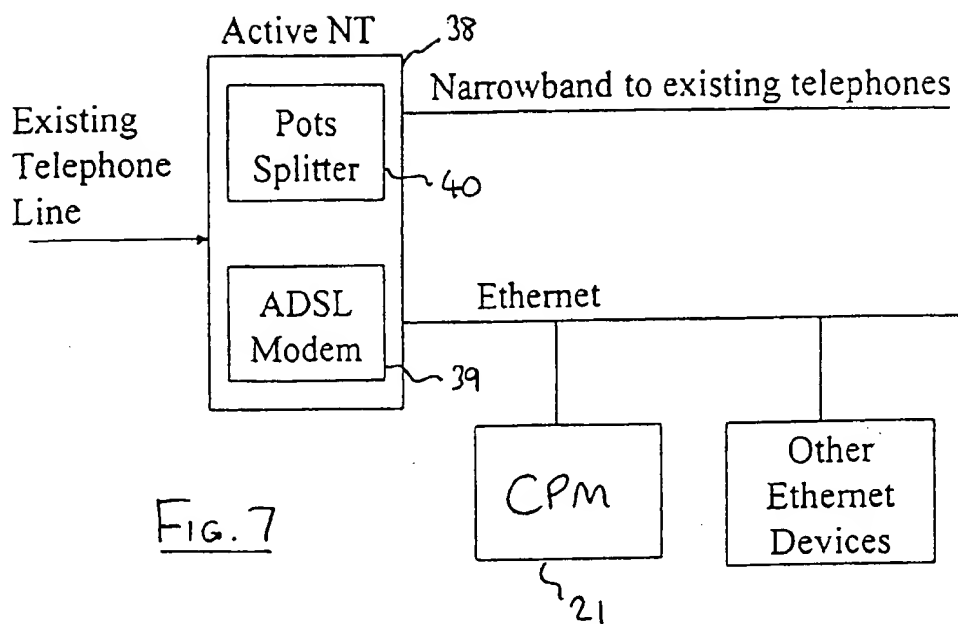 Active NT
38
Narrowband to existing telephones
Existing
Telephone
Line
Pots
Splitter
40
Ethernet
ADSL
Modem
39
CPM
Other
Ethernet
Devices
FIG. 7
21